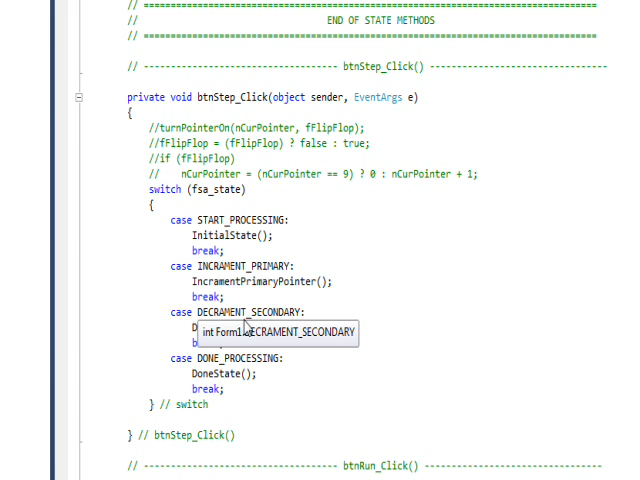 // ====================================================================================
// END OF STATE METHODS
// ====================================================================================
// ------------------------------------ btnStep_Click() ---------------------------------
private void btnStep_Click(object sender, EventArgs e)
{
//turnPointerOn(nCurPointer, fFlipFlop);
//fFlipFlop = (fFlipFlop) ? false : true;
//if (fFlipFlop)
// nCurPointer = (nCurPointer == 9) ? 0 : nCurPointer + 1;
switch (fsa_state)
{
case START_PROCESSING:
InitialState();
break;
case INCRAMENT_PRIMARY:
IncramentPrimaryPointer();
break;
case DECRAMENT_SECONDARY:
D
int Form1.DECRAMENT_SECONDARY
b
case DONE_PROCESSING:
DoneState();
break;
} // switch
} // btnStep_Click()
// ------------------------------------ btnRun_Click() ---------------------------------